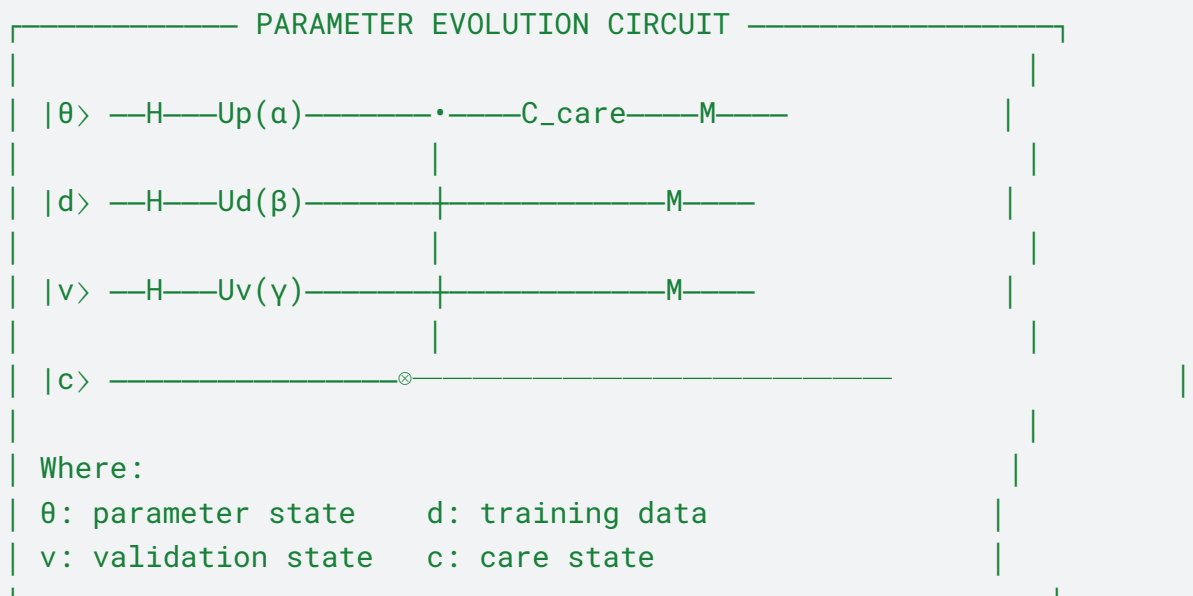 ┌──────────── PARAMETER EVOLUTION CIRCUIT ─────────────────┐
│ │
│ |θ⟩ ──H───Up(α)───────•────C_care────M──── │
│ │ │
│ |d⟩ ──H───Ud(β)───────┼────────────M──── │
│ │ │
│ |v⟩ ──H───Uv(γ)───────┼────────────M──── │
│ │ │
│ |c⟩ ────────────────⊗──────────────── │
│ │
│ Where: │
│ θ: parameter state d: training data │
│ v: validation state c: care state │